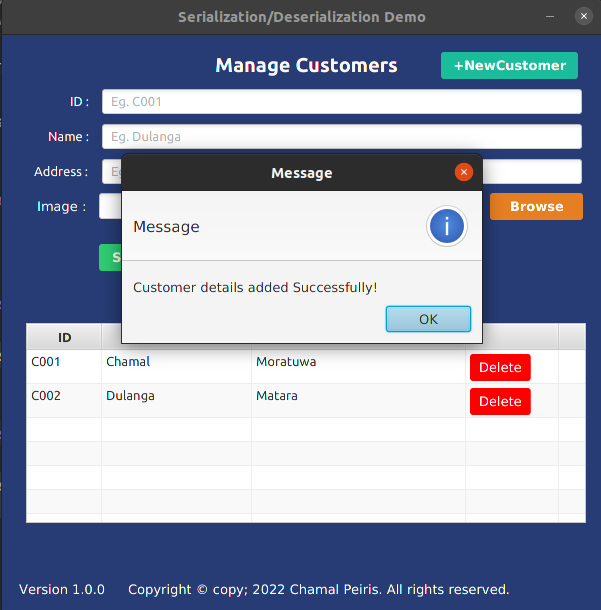 Serialization/Deserialization Demo
Manage Customers
+NewCustomer
ID :
Eg. C001
Name :
Eg. Dulanga
Address :
Image :
Browse
Message
Message
Customer details added Successfully!
OK
ID
C001 Chamal Moratuwa Delete
C002 Dulanga Matara Delete
Version 1.0.0 Copyright © copy; 2022 Chamal Peiris. All rights reserved.